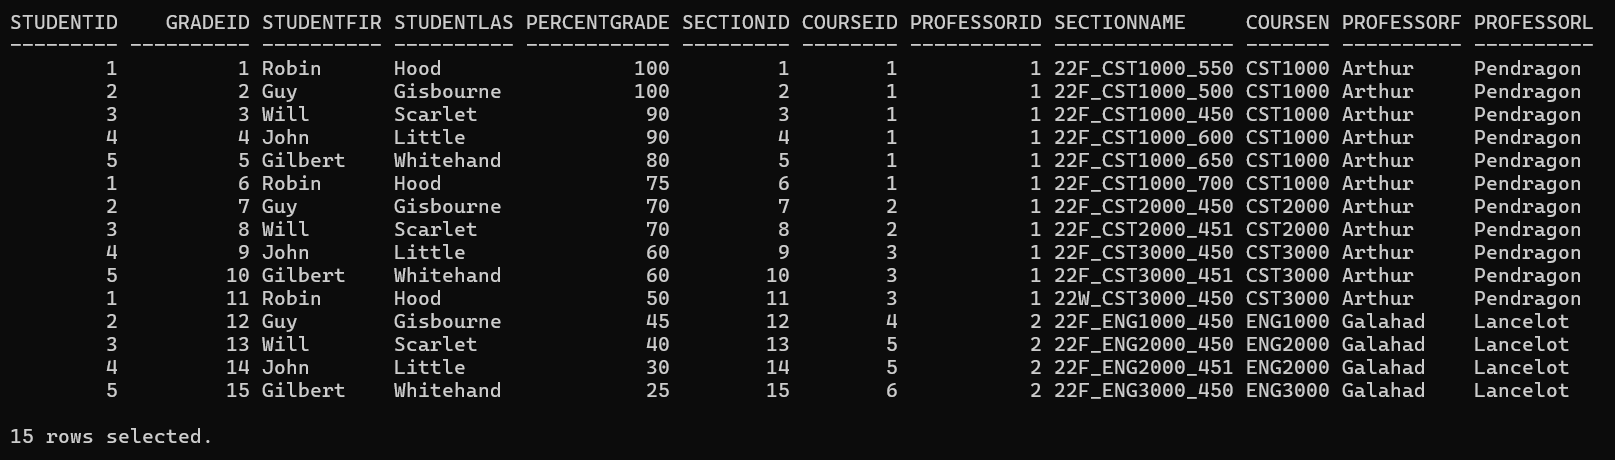 STUDENTID    GRADEID STUDENTFIR STUDENTLAS PERCENTGRADE SECTIONID COURSEID PROFESSORID SECTIONNAME     COURSEN PROFESSORF PROFESSORL
--------- ---------- ---------- ---------- ------------ --------- -------- ----------- --------------- ------- ---------- ----------
        1          1 Robin      Hood                100         1        1           1 22F_CST1000_550 CST1000 Arthur     Pendragon
        2          2 Guy        Gisbourne           100         2        1           1 22F_CST1000_500 CST1000 Arthur     Pendragon
        3          3 Will       Scarlet              90         3        1           1 22F_CST1000_450 CST1000 Arthur     Pendragon
        4          4 John       Little               90         4        1           1 22F_CST1000_600 CST1000 Arthur     Pendragon
        5          5 Gilbert    Whitehand            80         5        1           1 22F_CST1000_650 CST1000 Arthur     Pendragon
        1          6 Robin      Hood                 75         6        1           1 22F_CST1000_700 CST1000 Arthur     Pendragon
        2          7 Guy        Gisbourne            70         7        2           1 22F_CST2000_450 CST2000 Arthur     Pendragon
        3          8 Will       Scarlet              70         8        2           1 22F_CST2000_451 CST2000 Arthur     Pendragon
        4          9 John       Little               60         9        3           1 22F_CST3000_450 CST3000 Arthur     Pendragon
        5         10 Gilbert    Whitehand            60        10        3           1 22F_CST3000_451 CST3000 Arthur     Pendragon
        1         11 Robin      Hood                 50        11        3           1 22W_CST3000_450 CST3000 Arthur     Pendragon
        2         12 Guy        Gisbourne            45        12        4           2 22F_ENG1000_450 ENG1000 Galahad    Lancelot
        3         13 Will       Scarlet              40        13        5           2 22F_ENG2000_450 ENG2000 Galahad    Lancelot
        4         14 John       Little               30        14        5           2 22F_ENG2000_451 ENG2000 Galahad    Lancelot
        5         15 Gilbert    Whitehand            25        15        6           2 22F_ENG3000_450 ENG3000 Galahad    Lancelot
15 rows selected.